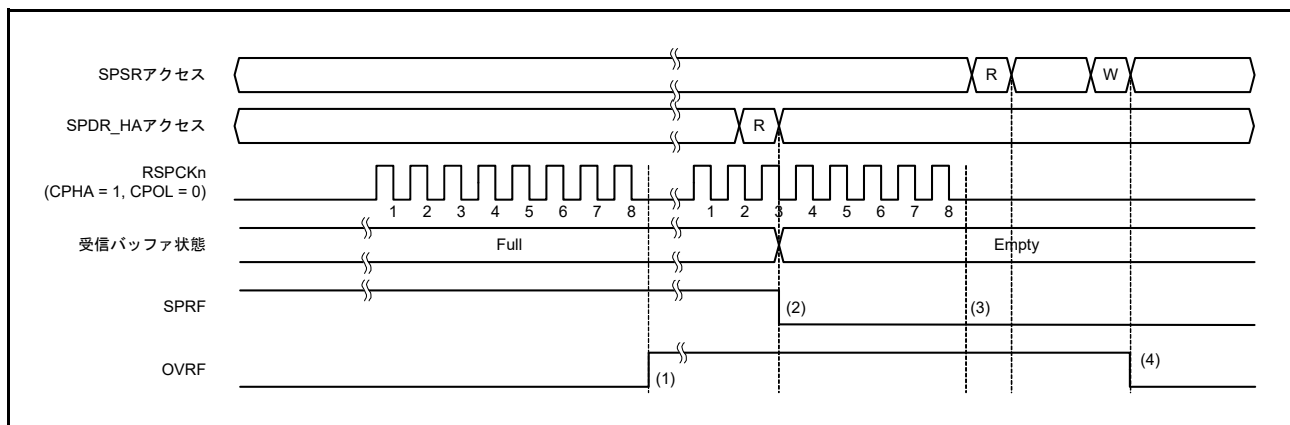 SPSRアクセス
R
W
SPDR_HAアクセス
R
RSPCKn
(CPHA = 1, CPOL = 0)
1 2 3 4 5 6 7 8 1 2 3 4 5 6 7 8
受信バッファ状態
Full
Empty
SPRF
(2)
(3)
OVRF
(1)
(4)